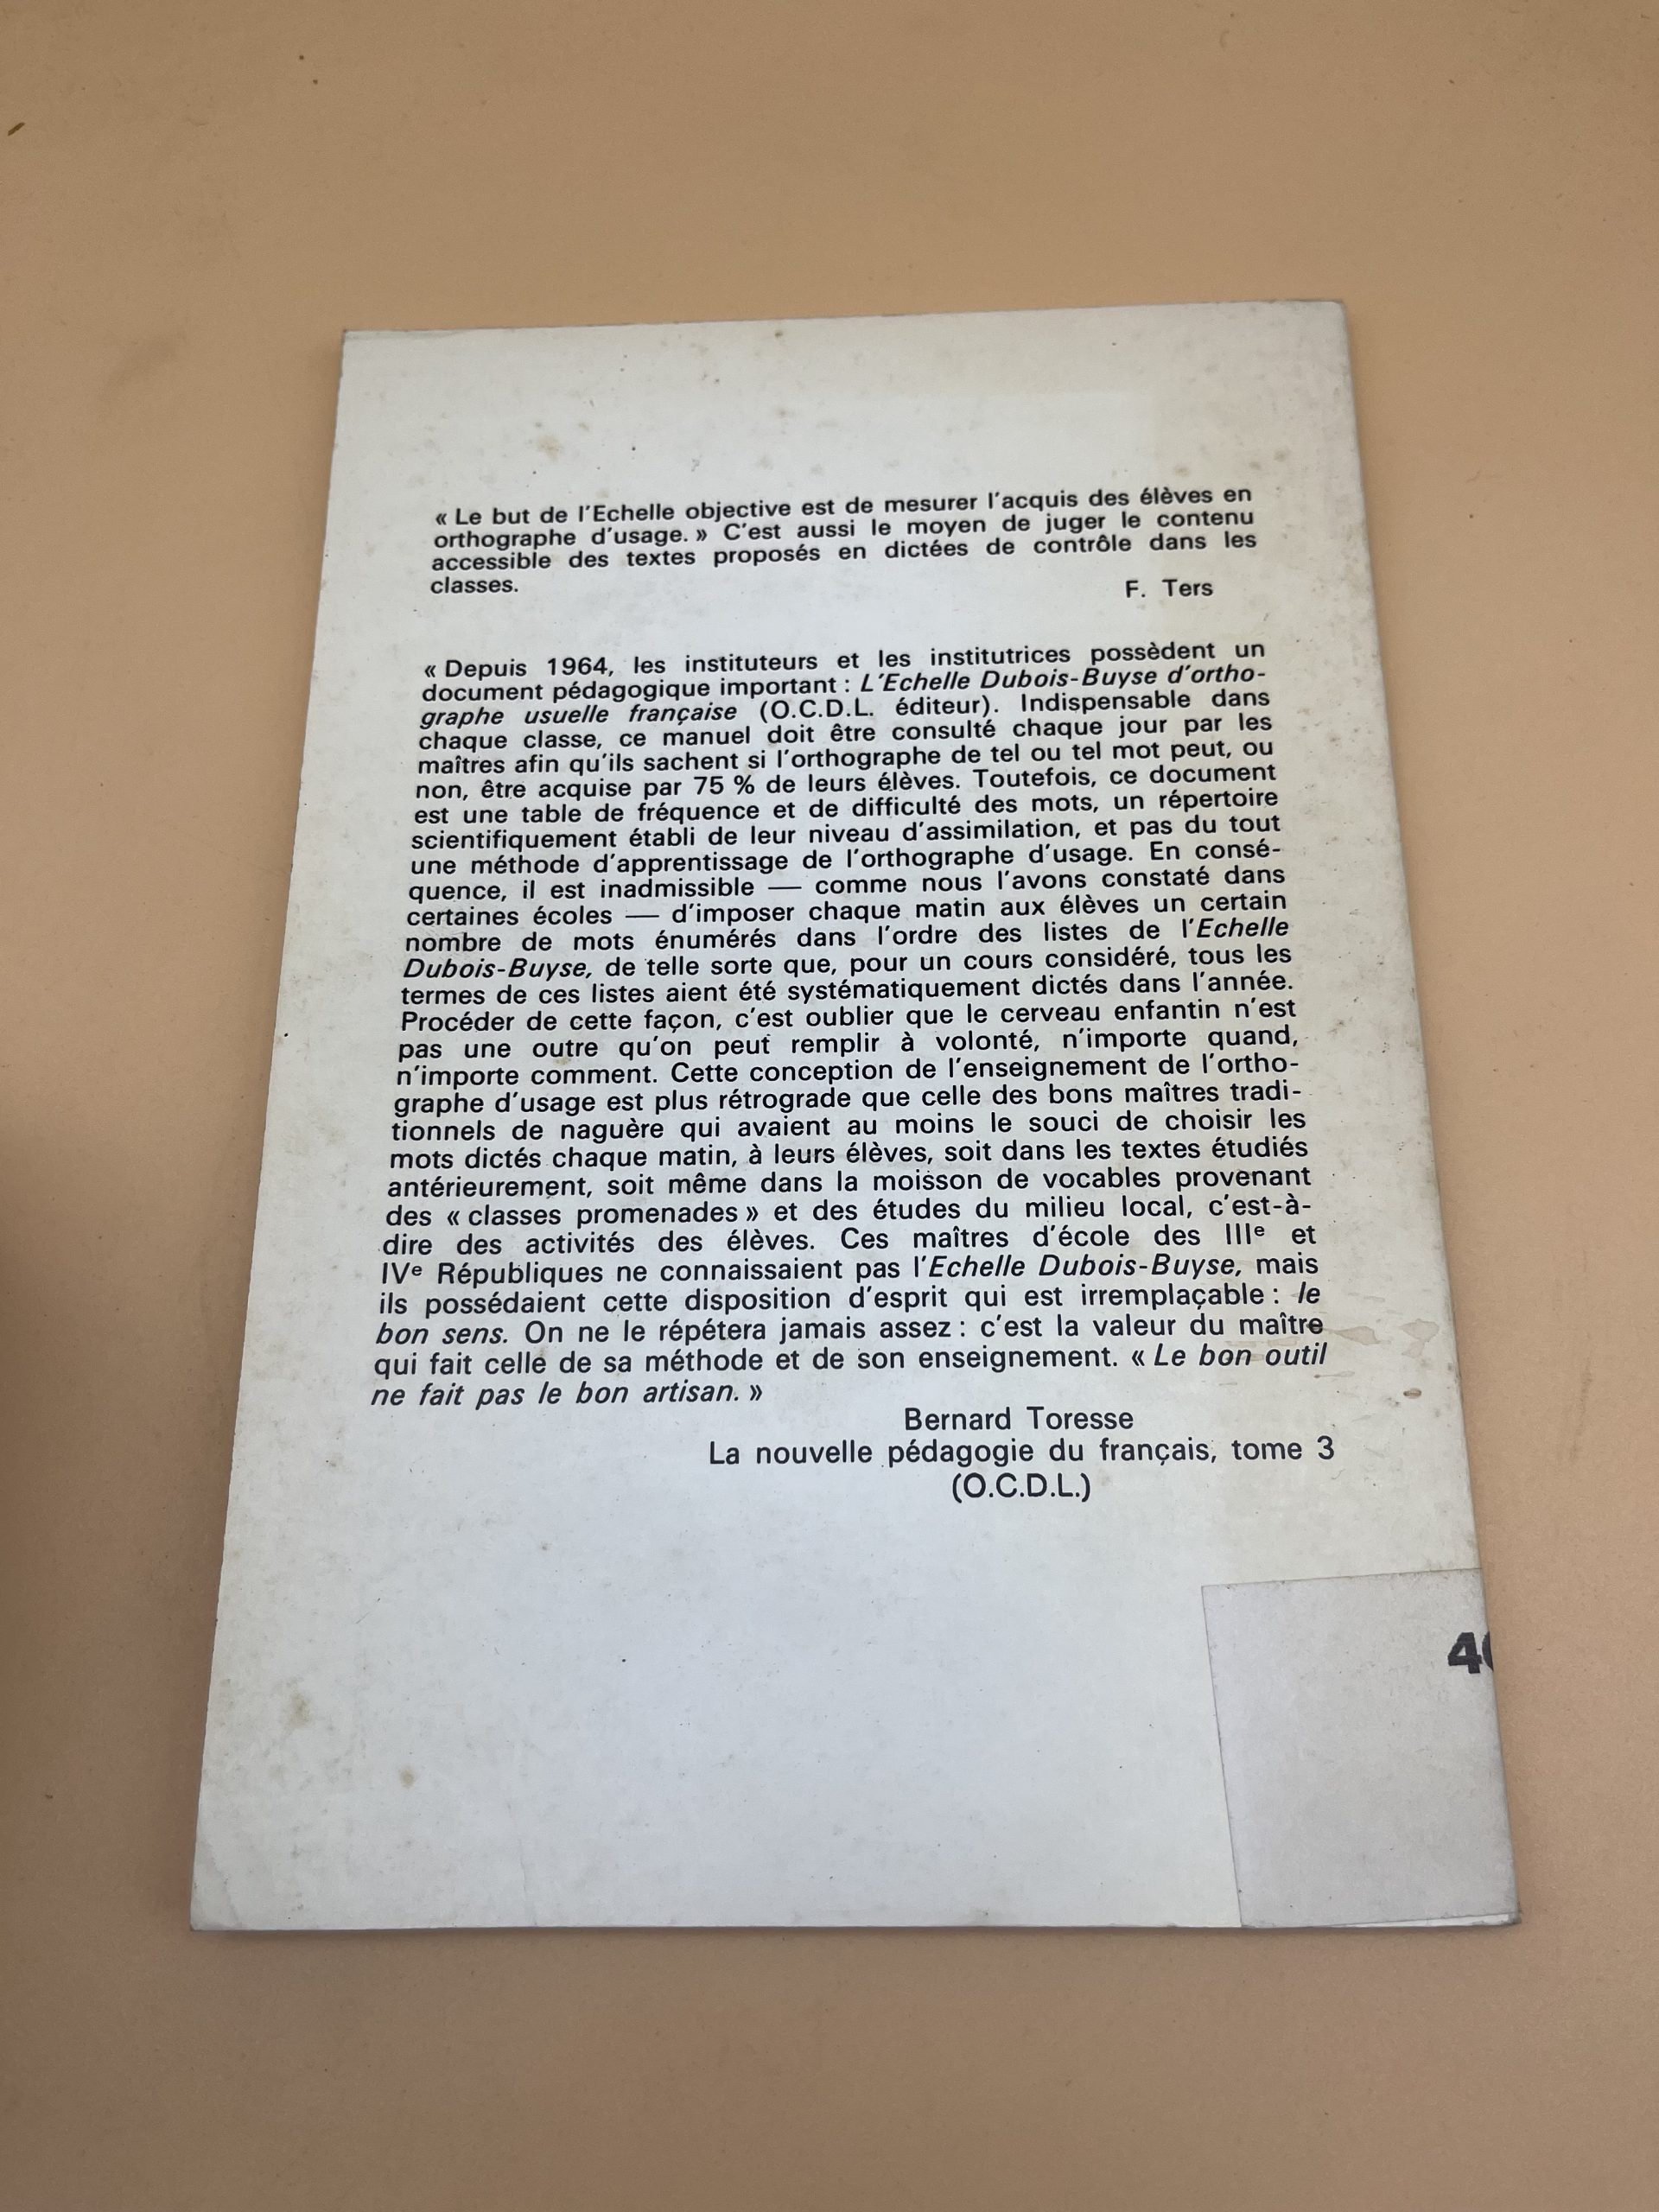 « Le but de l'Echelle objective est de mesurer l'acquis des élèves en
orthographe d'usage. » C'est aussi le moyen de juger le contenu
accessible des textes proposés en dictées de contrôle dans les
classes.
F. Ters
« Depuis 1964, les instituteurs et les institutrices possèdent un
document pédagogique important : L'Echelle Dubois-Buyse d'ortho-
graphe usuelle française (O.C.D.L. éditeur). Indispensable dans
chaque classe, ce manuel doit être consulté chaque jour par les
maîtres afin qu'ils sachent si l'orthographe de tel ou tel mot peut, ou
non, être acquise par 75 % de leurs élèves. Toutefois, ce document
est une table de fréquence et de difficulté des mots, un répertoire
scientifiquement établi de leur niveau d'assimilation, et pas du tout
une méthode d'apprentissage de l'orthographe d'usage. En consé-
quence, il est inadmissible — comme nous l'avons constaté dans
certaines écoles — d'imposer chaque matin aux élèves un certain
nombre de mots énumérés dans l'ordre des listes de l'Echelle
Dubois-Buyse, de telle sorte que, pour un cours considéré, tous les
termes de ces listes aient été systématiquement dictés dans l'année.
Procéder de cette façon, c'est oublier que le cerveau enfantin n'est
pas une outre qu'on peut remplir à volonté, n'importe quand,
n'importe comment. Cette conception de l'enseignement de l'ortho-
graphe d'usage est plus rétrograde que celle des bons maîtres tradi-
tionnels de naguère qui avaient au moins le souci de choisir les
mots dictés chaque matin, à leurs élèves, soit dans les textes étudiés
antérieurement, soit même dans la moisson de vocables provenant
des « classes promenades » et des études du milieu local, c'est-à-
dire des activités des élèves. Ces maîtres d'école des IIIe et
IVe Républiques ne connaissaient pas l'Echelle Dubois-Buyse, mais
ils possédaient cette disposition d'esprit qui est irremplaçable : le
bon sens. On ne le répétera jamais assez : c'est la valeur du maître
qui fait celle de sa méthode et de son enseignement. « Le bon outil
ne fait pas le bon artisan. »
Bernard Toresse
La nouvelle pédagogie du français, tome 3
(O.C.D.L.)